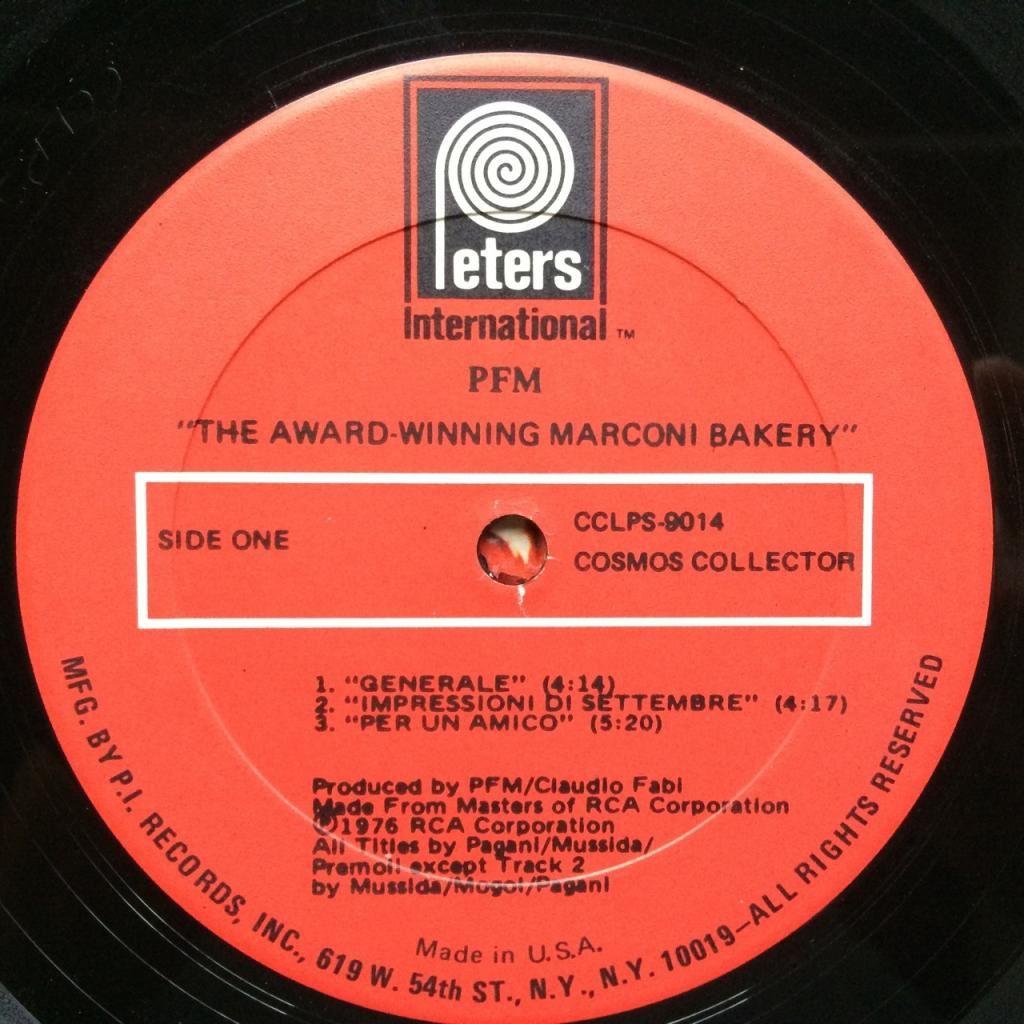 Peters
International ™
PFM
"THE AWARD-WINNING MARCONI BAKERY"
SIDE ONE
CCLPS-9014
COSMOS COLLECTOR
1. "GENERALE" (4:14)
2. "IMPRESSIONI DI SETTEMBRE" (4:17)
3. "PER UN AMICO" (5:20)
Produced by PFM/Claudio Fabi
Made From Masters of RCA Corporation
℗1976 RCA Corporation
All Titles by Pagani/Mussida/
Premoli except Track 2
by Mussida/Mogol/Pagani
Made in U.S.A.
MFG. BY P.I. RECORDS, INC., 619 W. 54th ST., N.Y., N.Y. 10019-ALL RIGHTS RESERVED